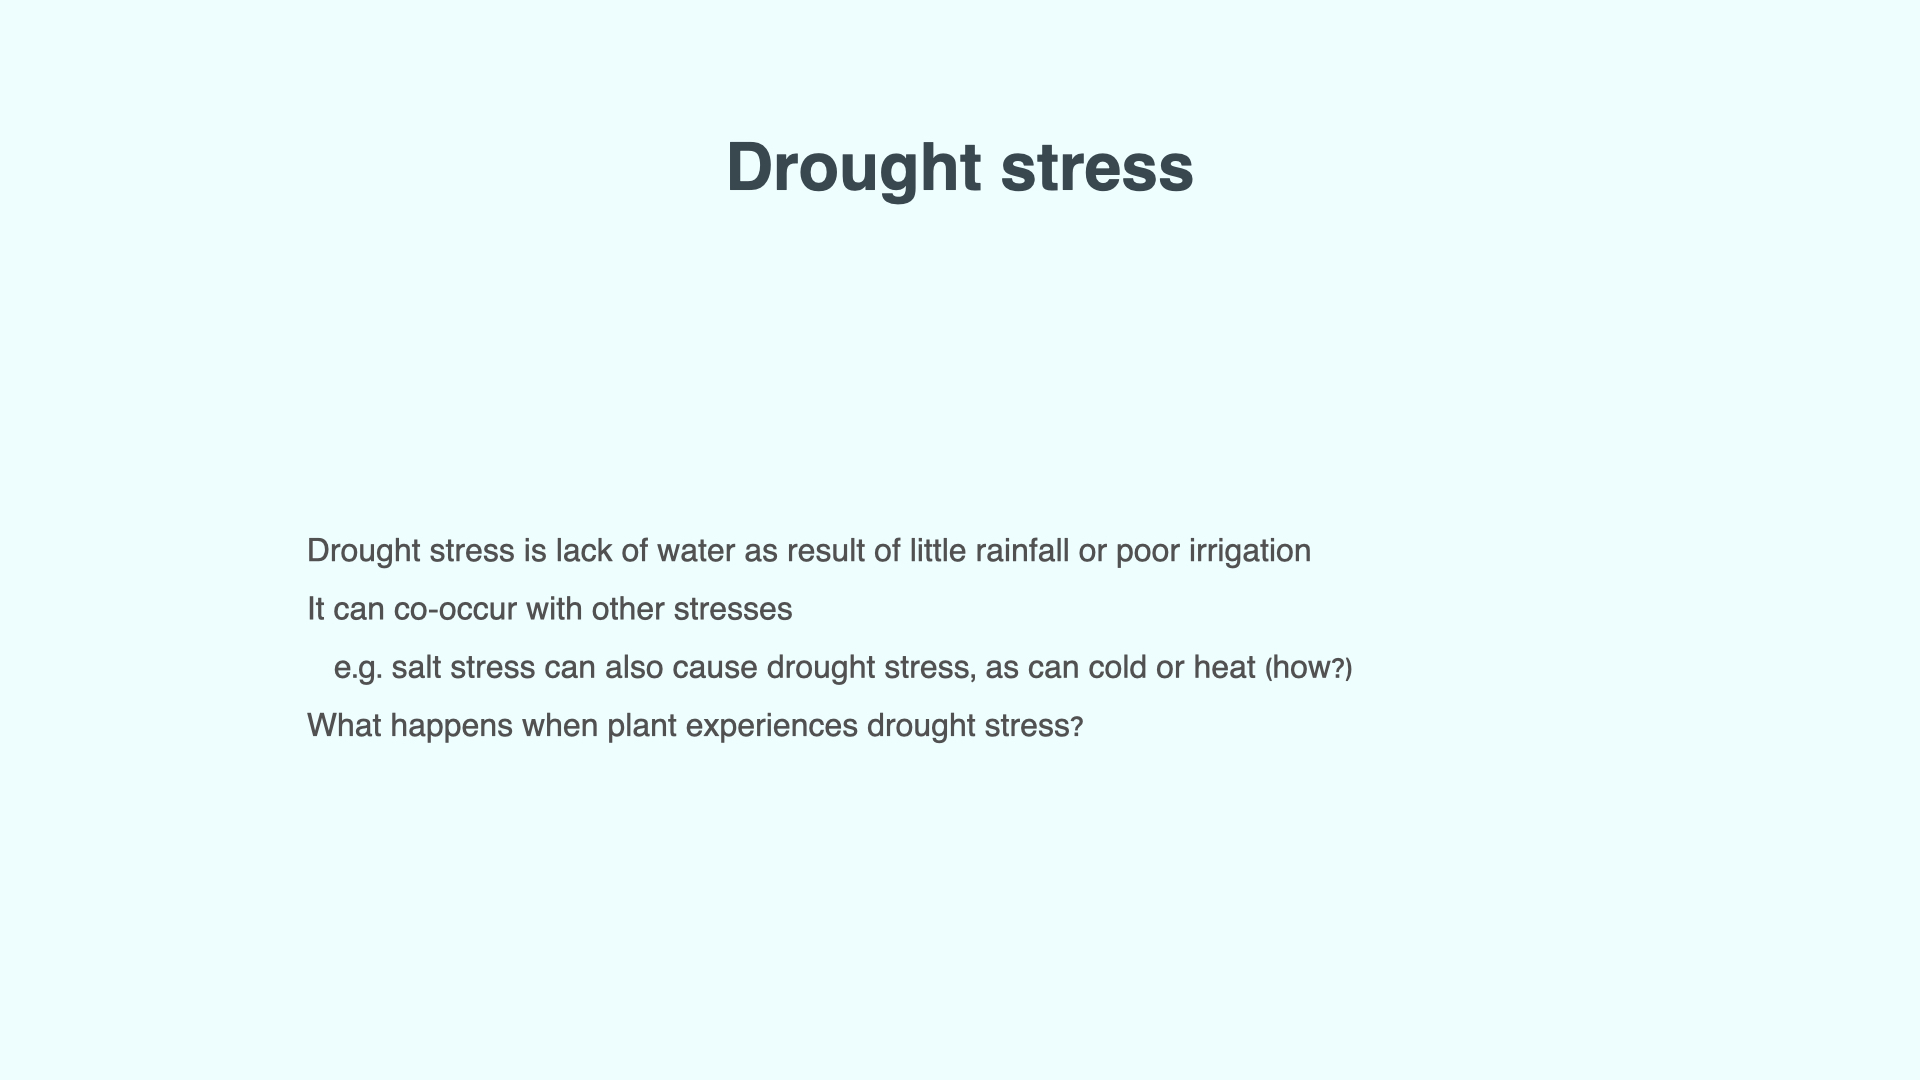 Drought stress
Drought stress is lack of water as result of little rainfall or poor irrigation
It can co-occur with other stresses
e.g. salt stress can also cause drought stress, as can cold or heat (how?)
What happens when plant experiences drought stress?